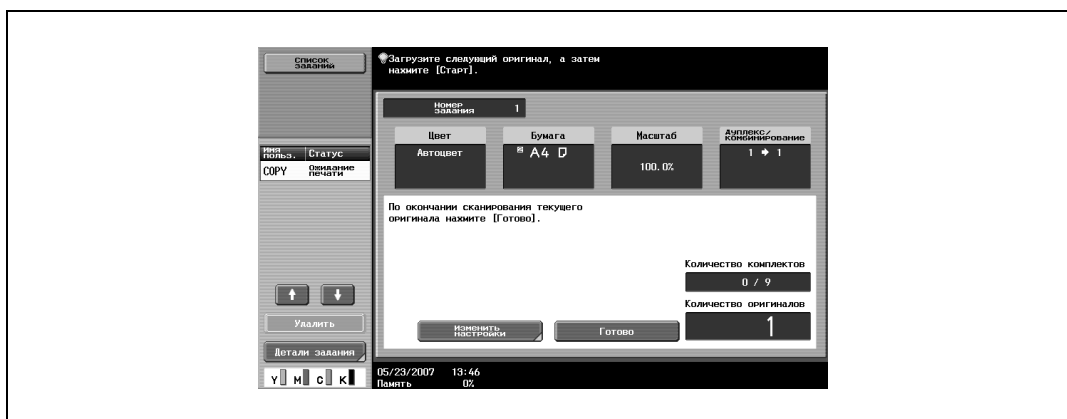 Список
заданий
Загрузите следующий оригинал, а затем
нажмите [Старт].
Номер
задания
1
Цвет
Бумага
Масштаб
Дуплекс/
комбинирование
Автоцвет
A4
100.0%
1 → 1
Имя
польз.
Статус
COPY
Ожидание
печати
По окончании сканирования текущего
оригинала нажмите [Готово].
Количество комплектов
0 / 9
Количество оригиналов
1
Изменить
настройки
Готово
Удалить
Детали задания
Y M C K
05/23/2007 13:46
Память 0%